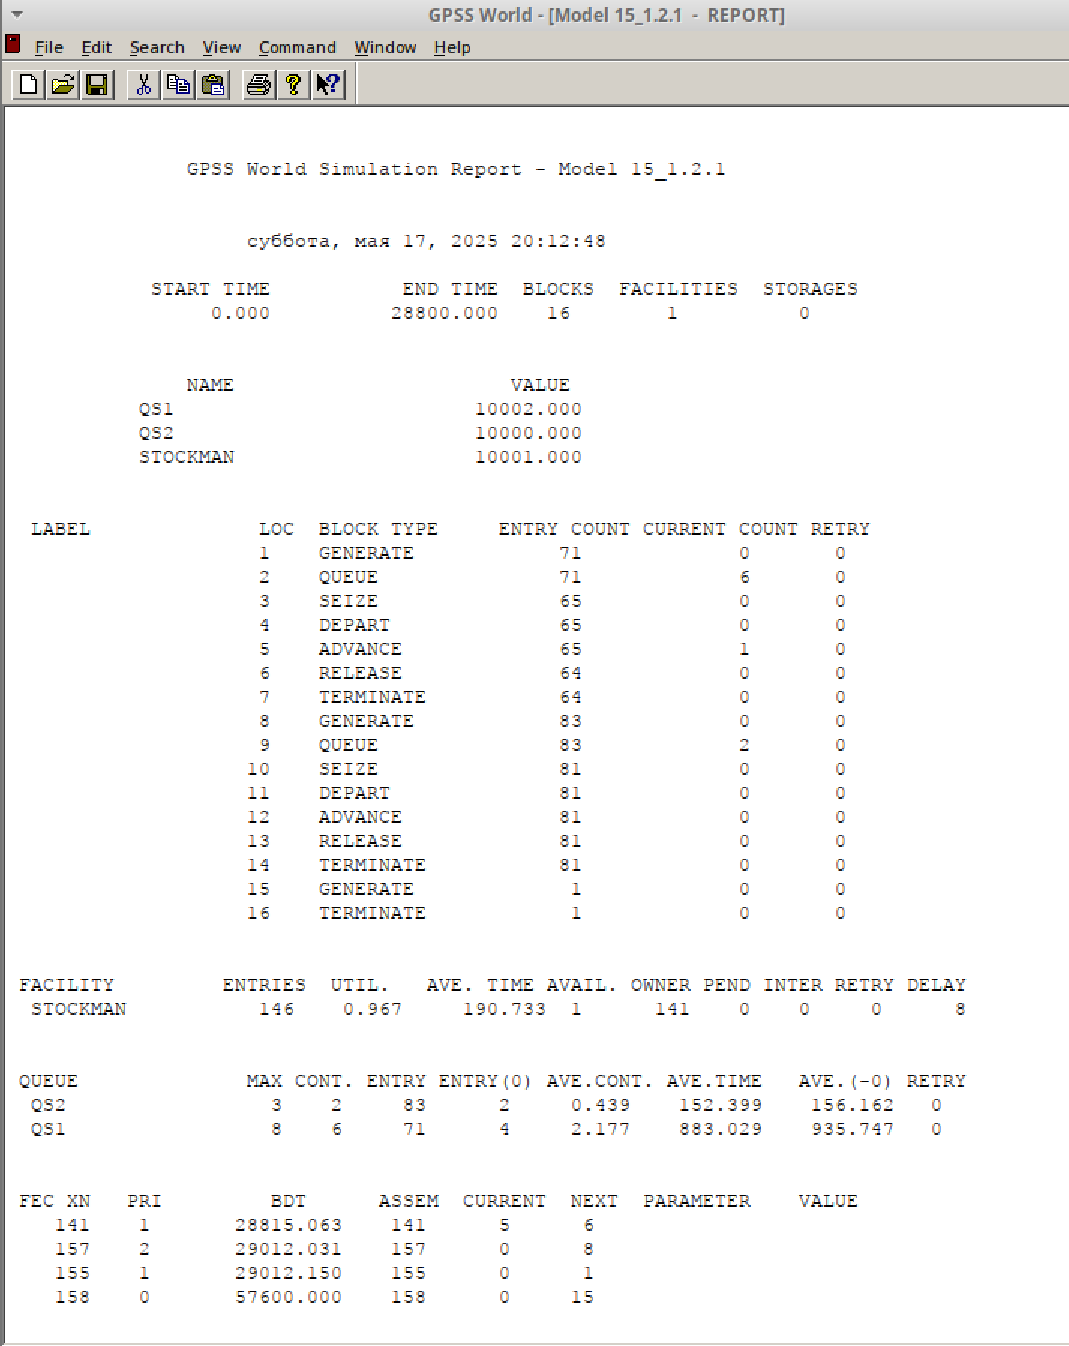 GPSS World - [Model 15_1.2.1 - REPORT]
File Edit Search View Command Window Help
GPSS World Simulation Report - Model 15_1.2.1
суббота, мая 17, 2025 20:12:48
START TIME END TIME BLOCKS FACILITIES STORAGES
0.000 28800.000 16 1 0
NAME VALUE
QS1 10002.000
QS2 10000.000
STOCKMAN 10001.000
LABEL LOC BLOCK TYPE ENTRY COUNT CURRENT COUNT RETRY
1 GENERATE 71 0 0
2 QUEUE 71 6 0
3 SEIZE 65 0 0
4 DEPART 65 0 0
5 ADVANCE 65 1 0
6 RELEASE 64 0 0
7 TERMINATE 64 0 0
8 GENERATE 83 0 0
9 QUEUE 83 2 0
10 SEIZE 81 0 0
11 DEPART 81 0 0
12 ADVANCE 81 0 0
13 RELEASE 81 0 0
14 TERMINATE 81 0 0
15 GENERATE 1 0 0
16 TERMINATE 1 0 0
FACILITY ENTRIES UTIL. AVE. TIME AVAIL. OWNER PEND INTER RETRY DELAY
STOCKMAN 146 0.967 190.733 1 141 0 0 0 8
QUEUE MAX CONT. ENTRY ENTRY(0) AVE.CONT. AVE.TIME AVE.(-0) RETRY
QS2 3 2 83 2 0.439 152.399 156.162 0
QS1 8 6 71 4 2.177 883.029 935.747 0
FEC XN PRI BDT ASSEM CURRENT NEXT PARAMETER VALUE
141 1 28815.063 141 5 6
157 2 29012.031 157 0 8
155 1 29012.150 155 0 1
158 0 57600.000 158 0 15